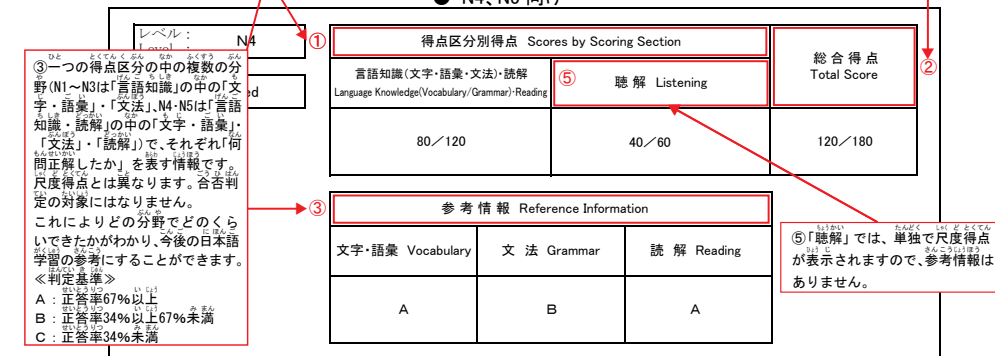 レベル： N4
① 得点区分別得点 Scores by Scoring Section
総合得点
Total Score
②
言語知識(文字・語彙・文法)・読解
Language Knowledge(Vocabulary/Grammar)・Reading
⑤ 聴解 Listening
80／120
40／60
120／180
③一つの得点区分の中の複数の分
野(N1～N3は「言語知識」の中の「文
字・語彙」・「文法」、N4・N5は「言語
知識・読解」の中の「文字・語彙」・
「文法」・「読解」)で、それぞれ「何
問正解したか」を表す情報です。
尺度得点とは異なります。合否判
定の対象にはなりません。
これによりどの分野でどのくら
いできたかがわかり、今後の日本語
学習の参考にすることができます。
≪判定基準≫
A：正答率67%以上
B：正答率34%以上67%未満
C：正答率34%未満
③ 参考情報 Reference Information
文字・語彙 Vocabulary
文法 Grammar
読解 Reading
A
B
A
⑤「聴解」では、単独で尺度得点
が表示されますので、参考情報は
ありません。